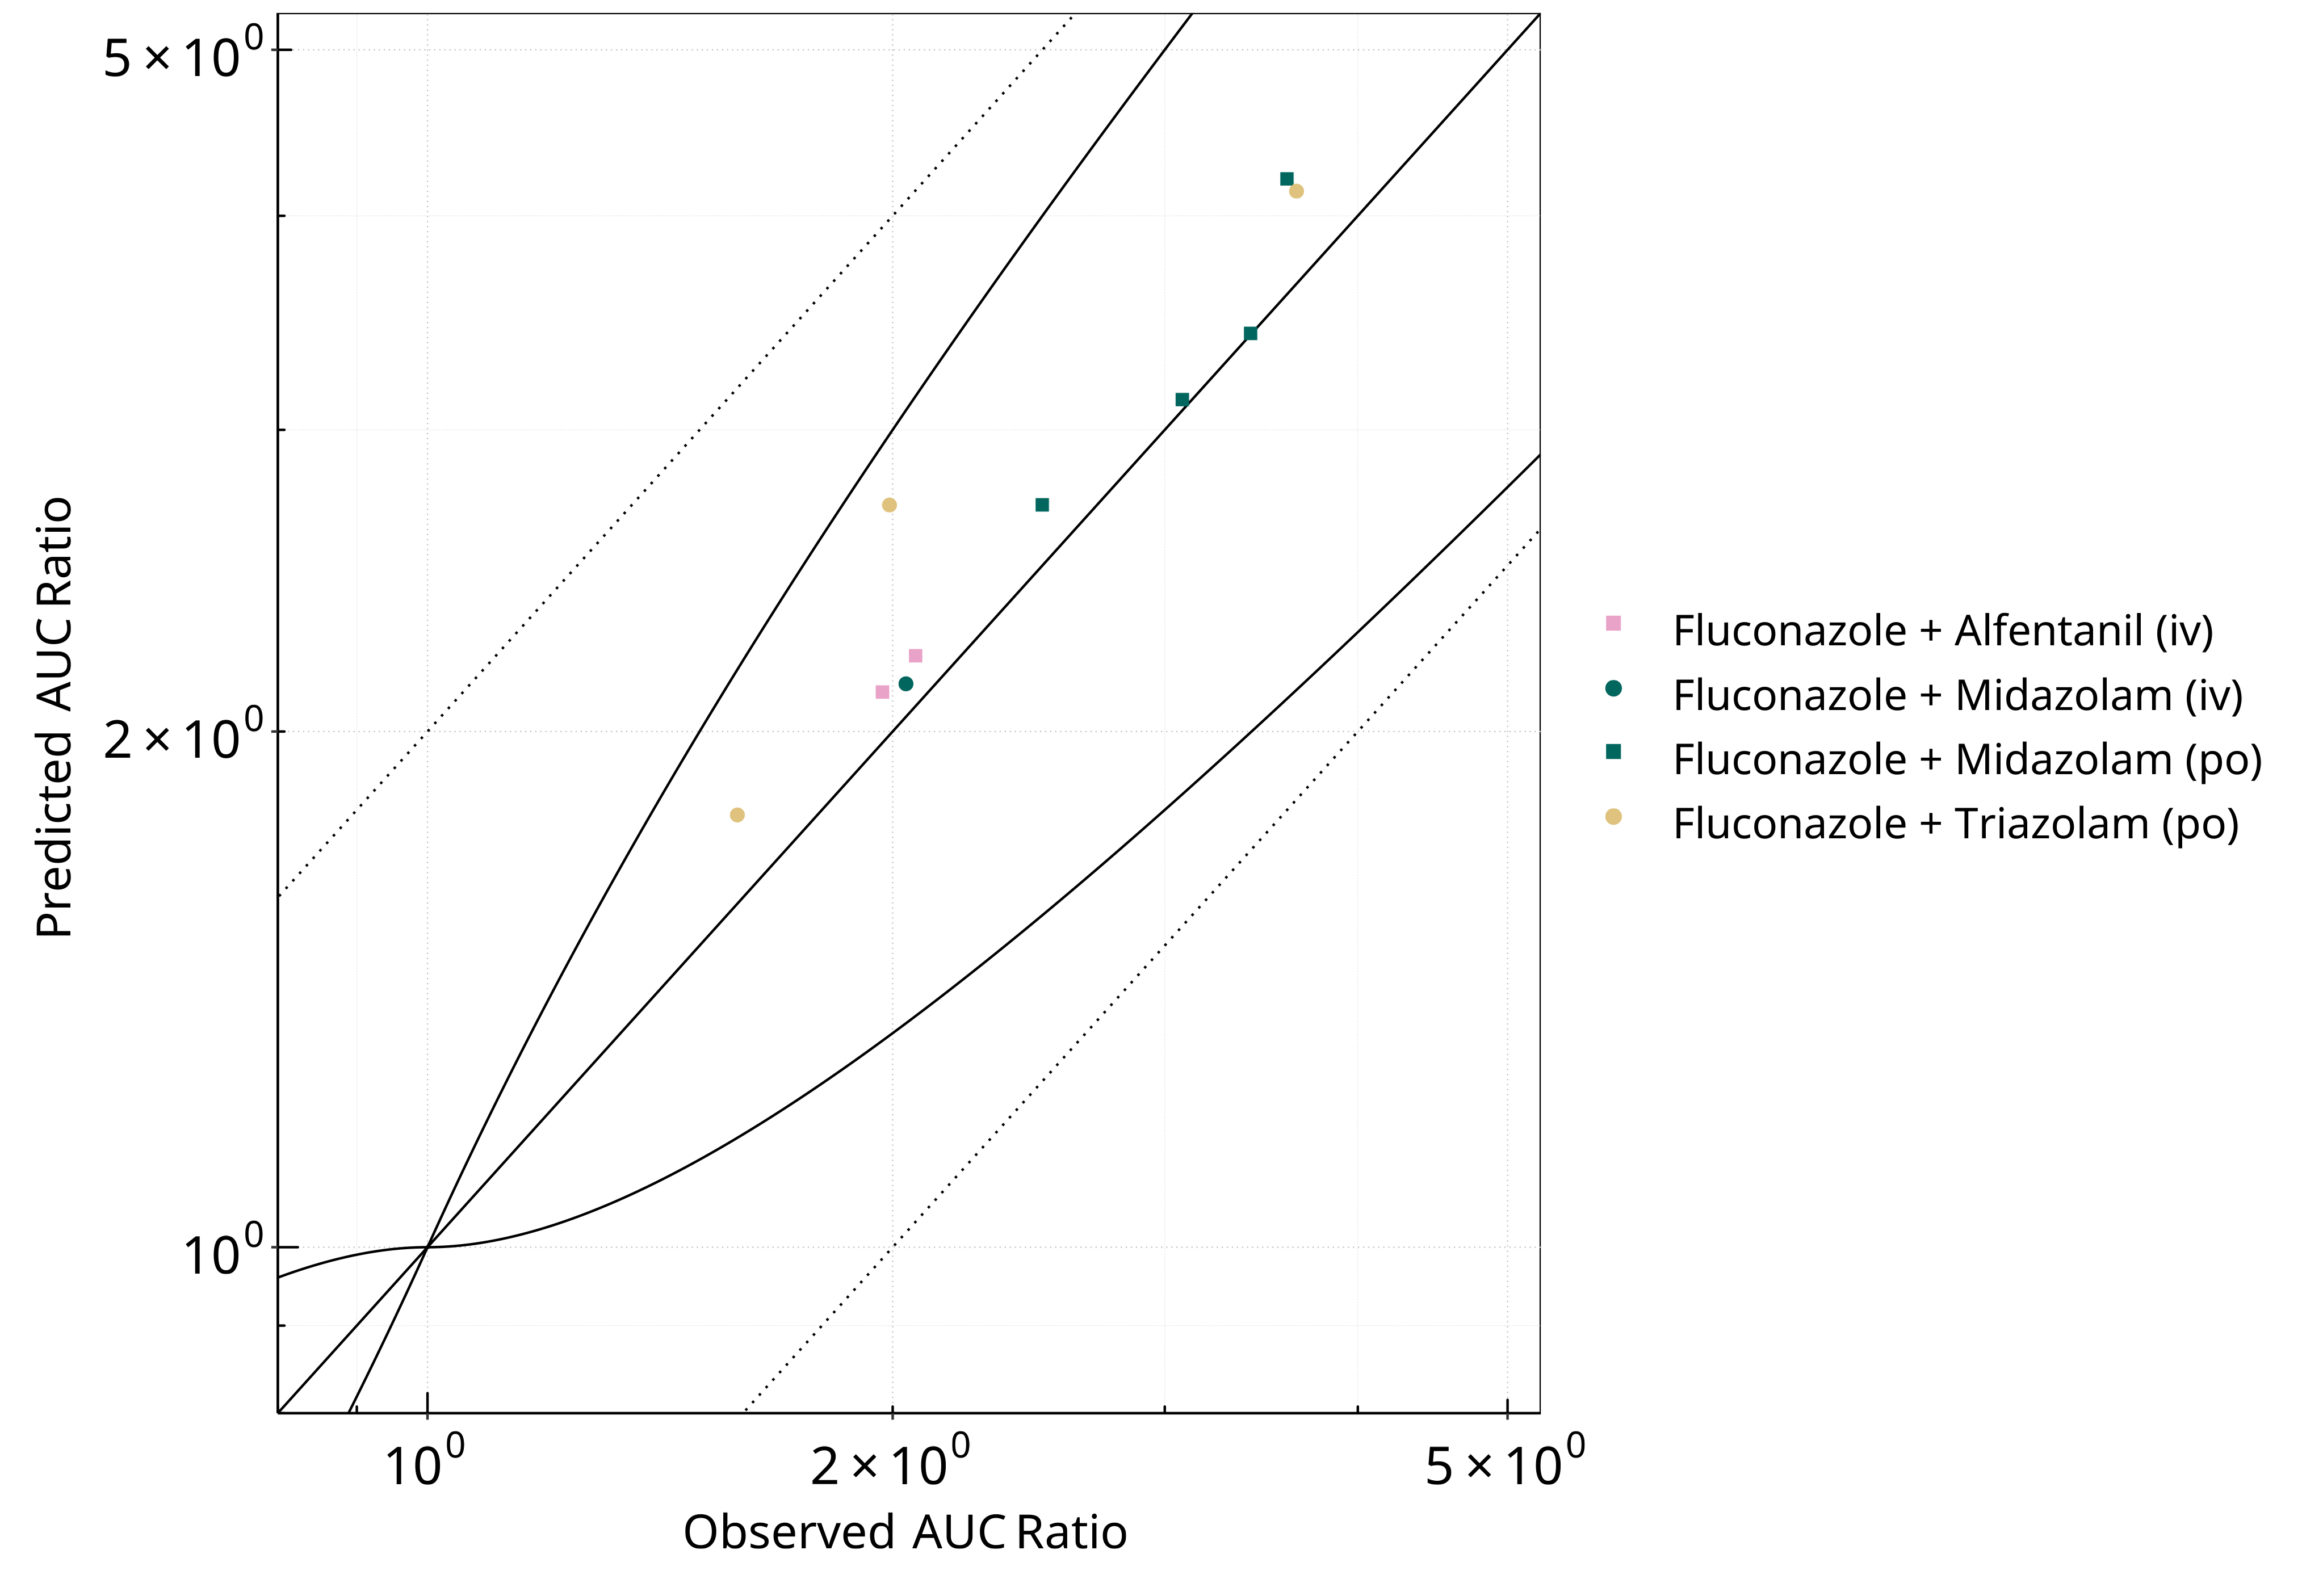 5 × 10⁰
2 × 10⁰
10⁰
Predicted AUC Ratio
10⁰
2 × 10⁰
5 × 10⁰
Observed AUC Ratio
Fluconazole + Alfentanil (iv)
Fluconazole + Midazolam (iv)
Fluconazole + Midazolam (po)
Fluconazole + Triazolam (po)